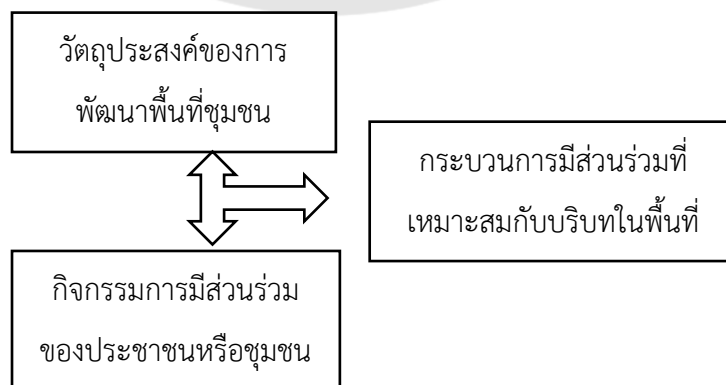 วัตถุประสงค์ของการ
พัฒนาพื้นที่ชุมชน
กระบวนการมีส่วนร่วมที่
เหมาะสมกับบริบทในพื้นที่
กิจกรรมการมีส่วนร่วม
ของประชาชนหรือชุมชน